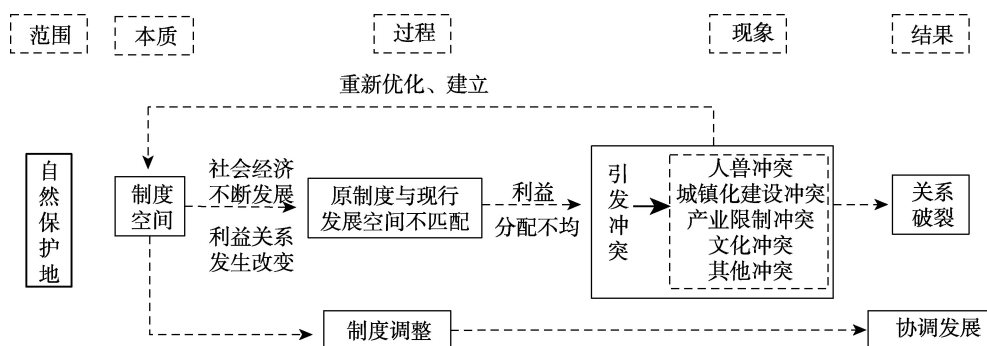 范围
本质
过程
现象
结果
重新优化、建立
自
然
保
护
地
制度
空间
社会经济
不断发展
利益关系
发生改变
原制度与现行
发展空间不匹配
利益
分配不均
引
发
冲
突
人兽冲突
城镇化建设冲突
产业限制冲突
文化冲突
其他冲突
关系
破裂
制度调整
协调发展